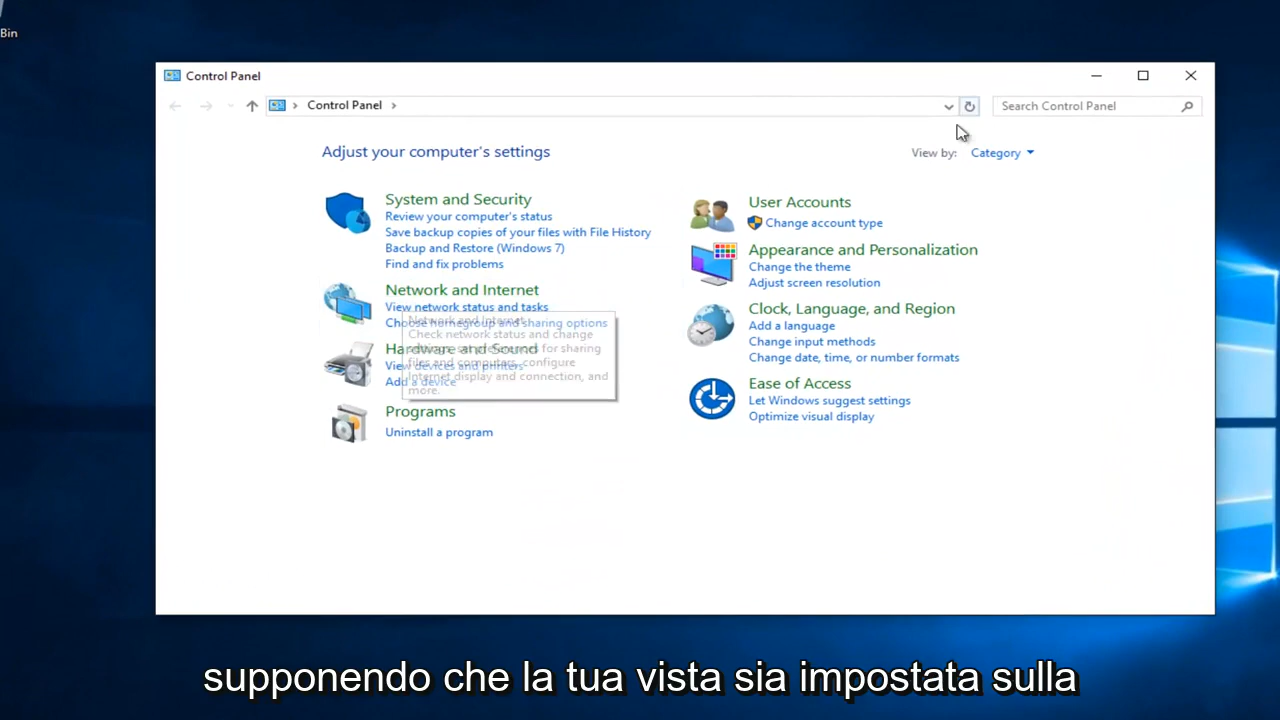 Bin
Control Panel
Control Panel
Search Control Panel
Adjust your computer's settings
View by: Category
System and Security
Review your computer's status
Save backup copies of your files with File History
Backup and Restore (Windows 7)
Find and fix problems
Network and Internet
View network status and tasks
Choose homegroup and sharing options
Network and Internet
Check network status and change
settings, set preferences for sharing
files and computers, configure
Internet display and connection, and
more.
Hardware and Sound
View devices and printers
Add a device
Programs
Uninstall a program
User Accounts
Change account type
Appearance and Personalization
Change the theme
Adjust screen resolution
Clock, Language, and Region
Add a language
Change input methods
Change date, time, or number formats
Ease of Access
Let Windows suggest settings
Optimize visual display
supponendo che la tua vista sia impostata sulla